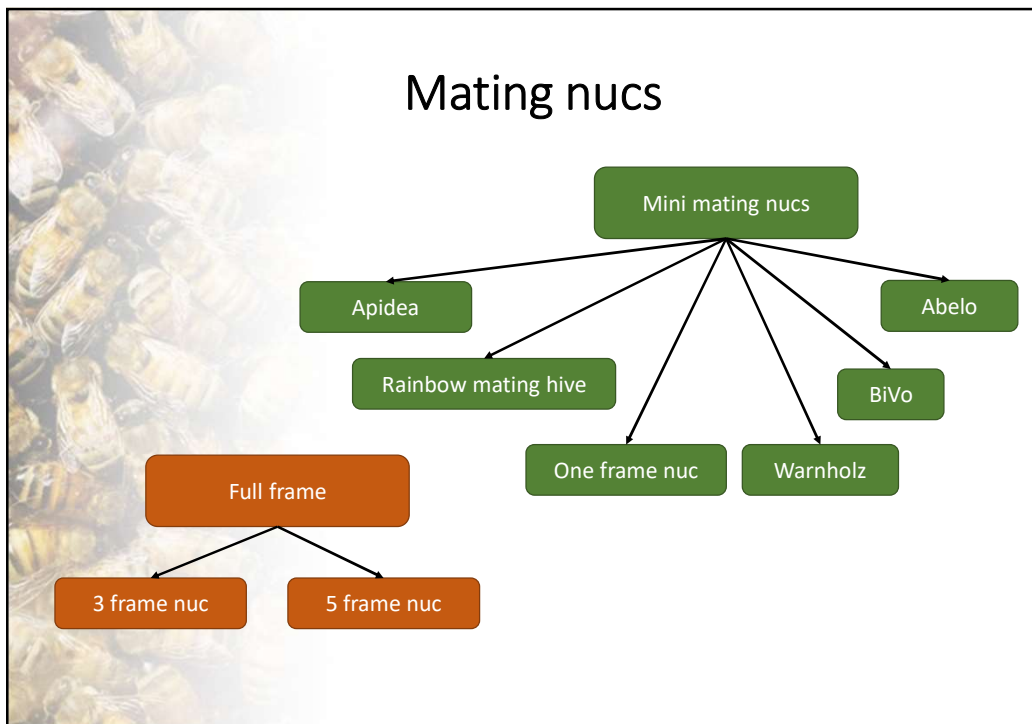 Mating nucs
Mini mating nucs
Apidea
Abelo
Rainbow mating hive
BiVo
One frame nuc
Warnholz
Full frame
3 frame nuc
5 frame nuc